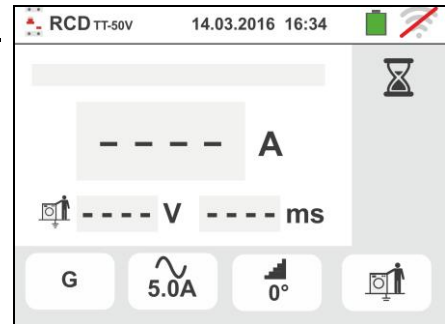 RCD TT-50V 14.03.2016 16:34
- - - - A
- - - - V - - - - ms
G 5.0A 0°